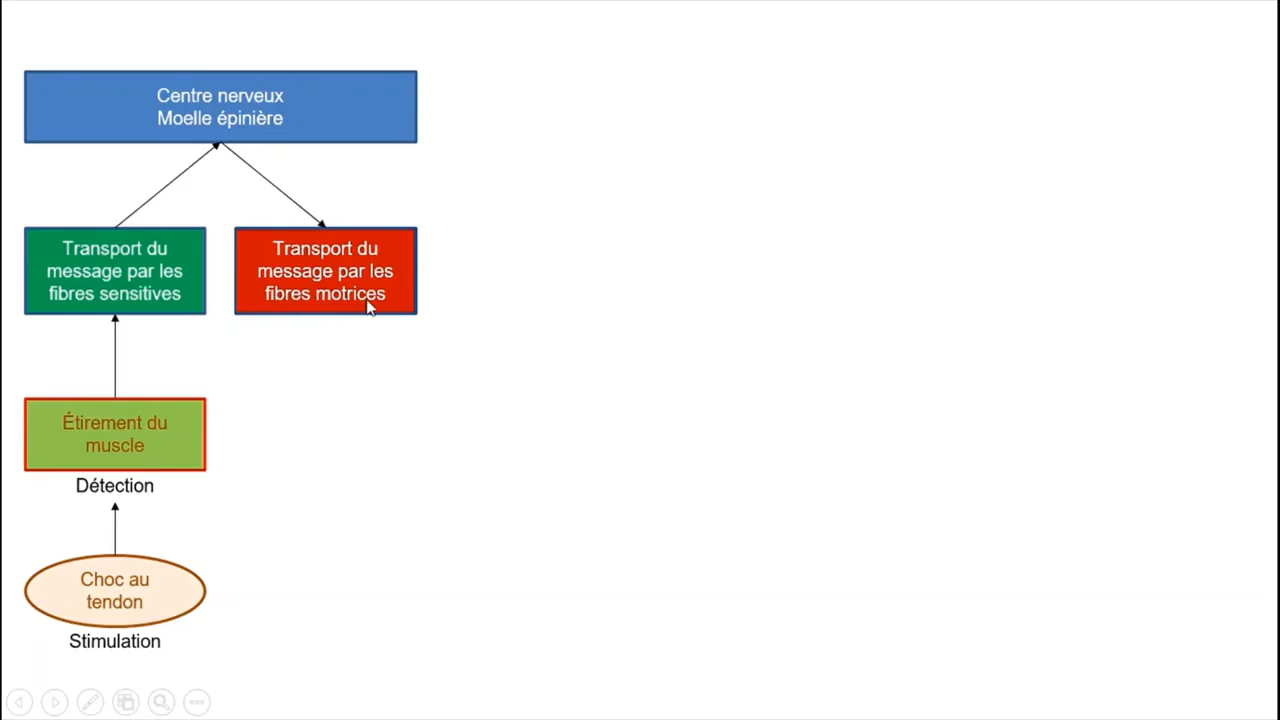 Centre nerveux
Moelle épinière
Transport du
message par les
fibres sensitives
Transport du
message par les
fibres motrices
Étirement du
muscle
Détection
Choc au
tendon
Stimulation